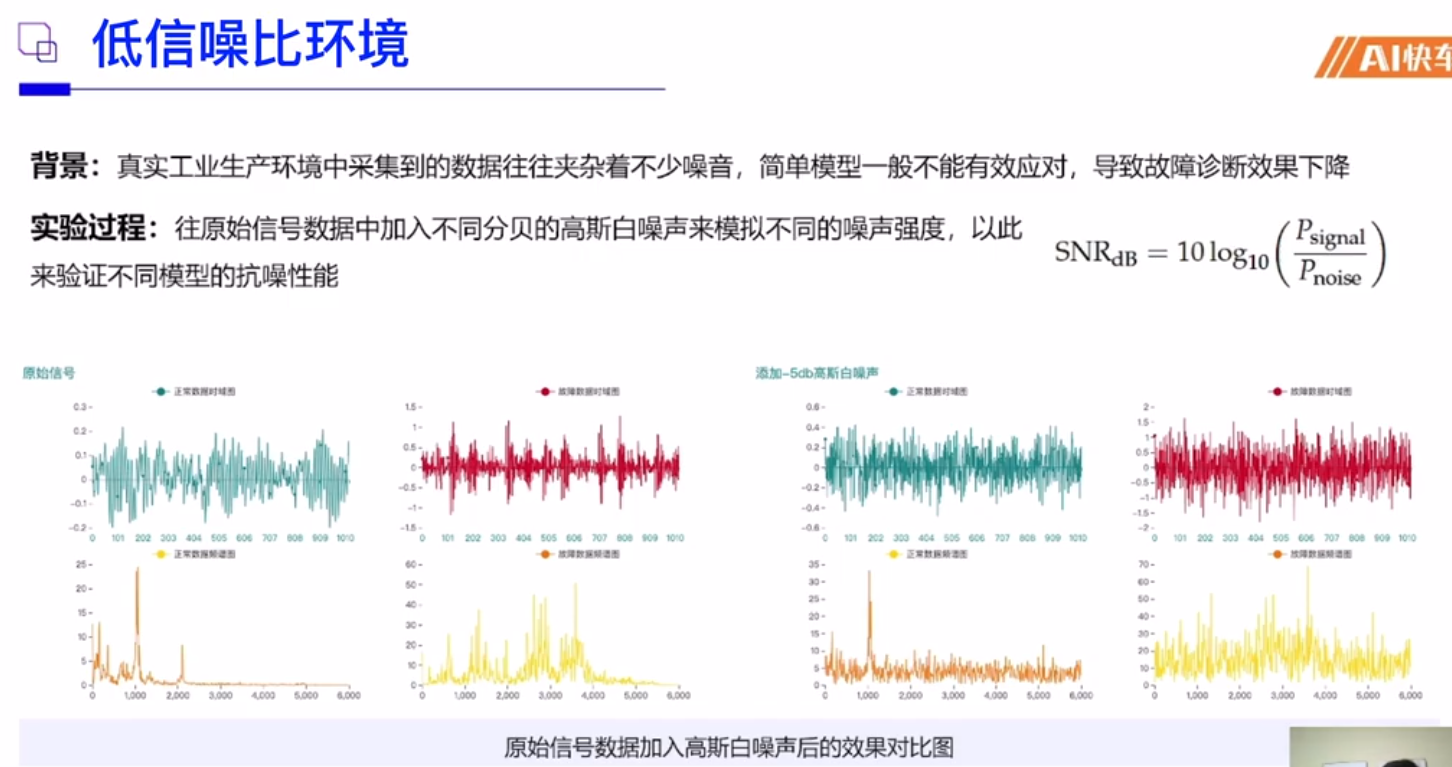 低信噪比环境
AI快车
背景：真实工业生产环境中采集到的数据往往夹杂着不少噪音，简单模型一般不能有效应对，导致故障诊断效果下降
实验过程：往原始信号数据中加入不同分贝的高斯白噪声来模拟不同的噪声强度，以此
来验证不同模型的抗噪性能
SNR_dB = 10 log_10 (P_signal / P_noise)
原始信号
正常数据时域图
0.3
0.2
0.1
0
-0.1
-0.2
0 101 202 303 404 505 606 707 808 909 1010
故障数据时域图
1.5
1
0.5
0
-0.5
-1
-1.5
0 101 202 303 404 505 606 707 808 909 1010
添加-5db高斯白噪声
正常数据时域图
0.6
0.4
0.2
0
-0.2
-0.4
-0.6
0 101 202 303 404 505 606 707 808 909 1010
故障数据时域图
2
1.5
1
0.5
0
-0.5
-1
-1.5
-2
0 101 202 303 404 505 606 707 808 909 1010
正常数据频谱图
25
20
15
10
5
0
0 1,000 2,000 3,000 4,000 5,000 6,000
故障数据频谱图
60
50
40
30
20
10
0
0 1,000 2,000 3,000 4,000 5,000 6,000
正常数据频谱图
35
30
25
20
15
10
5
0
0 1,000 2,000 3,000 4,000 5,000 6,000
故障数据频谱图
70
60
50
40
30
20
10
0
0 1,000 2,000 3,000 4,000 5,000 6,000
原始信号数据加入高斯白噪声后的效果对比图